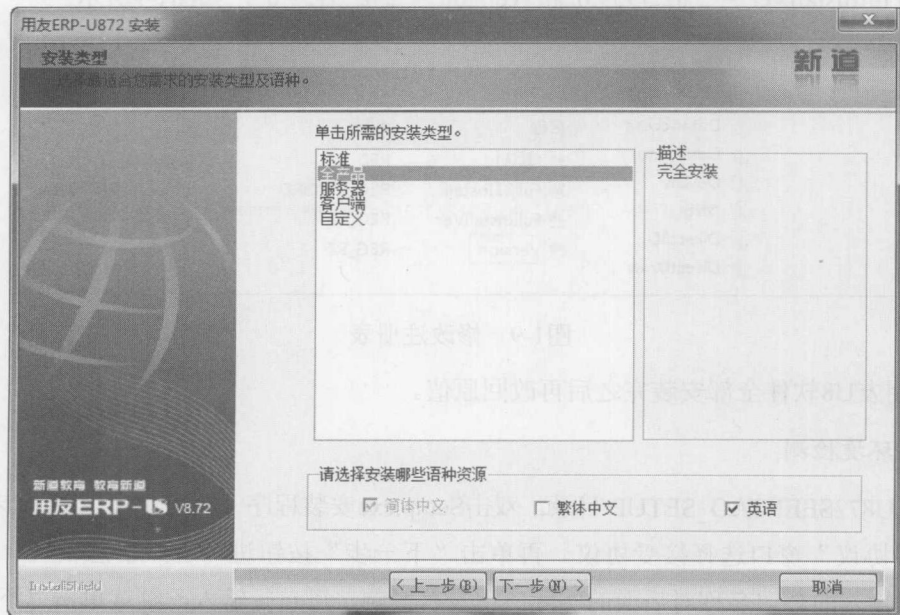 用友ERP-U872 安装
安装类型
选择最适合您需求的安装类型及语种。
新道
单击所需的安装类型。
标准
全产品
服务器
客户端
自定义
描述
完全安装
请选择安装哪些语种资源
简体中文
繁体中文
英语
新道教育 教育新道
用友ERP-U8 V8.72
InstallShield
< 上一步(B)
下一步(N) >
取消